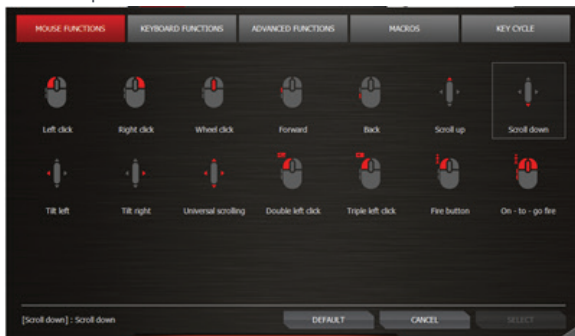 MOUSE FUNCTIONS KEYBOARD FUNCTIONS ADVANCED FUNCTIONS MACROS KEY CYCLE
Left click Right click Wheel click Forward Back Scroll up Scroll down
Tilt left Tilt right Universal scrolling Double left click Triple left click Fire button On - to - go fire
[Scroll down] : Scroll down DEFAULT CANCEL SELECT